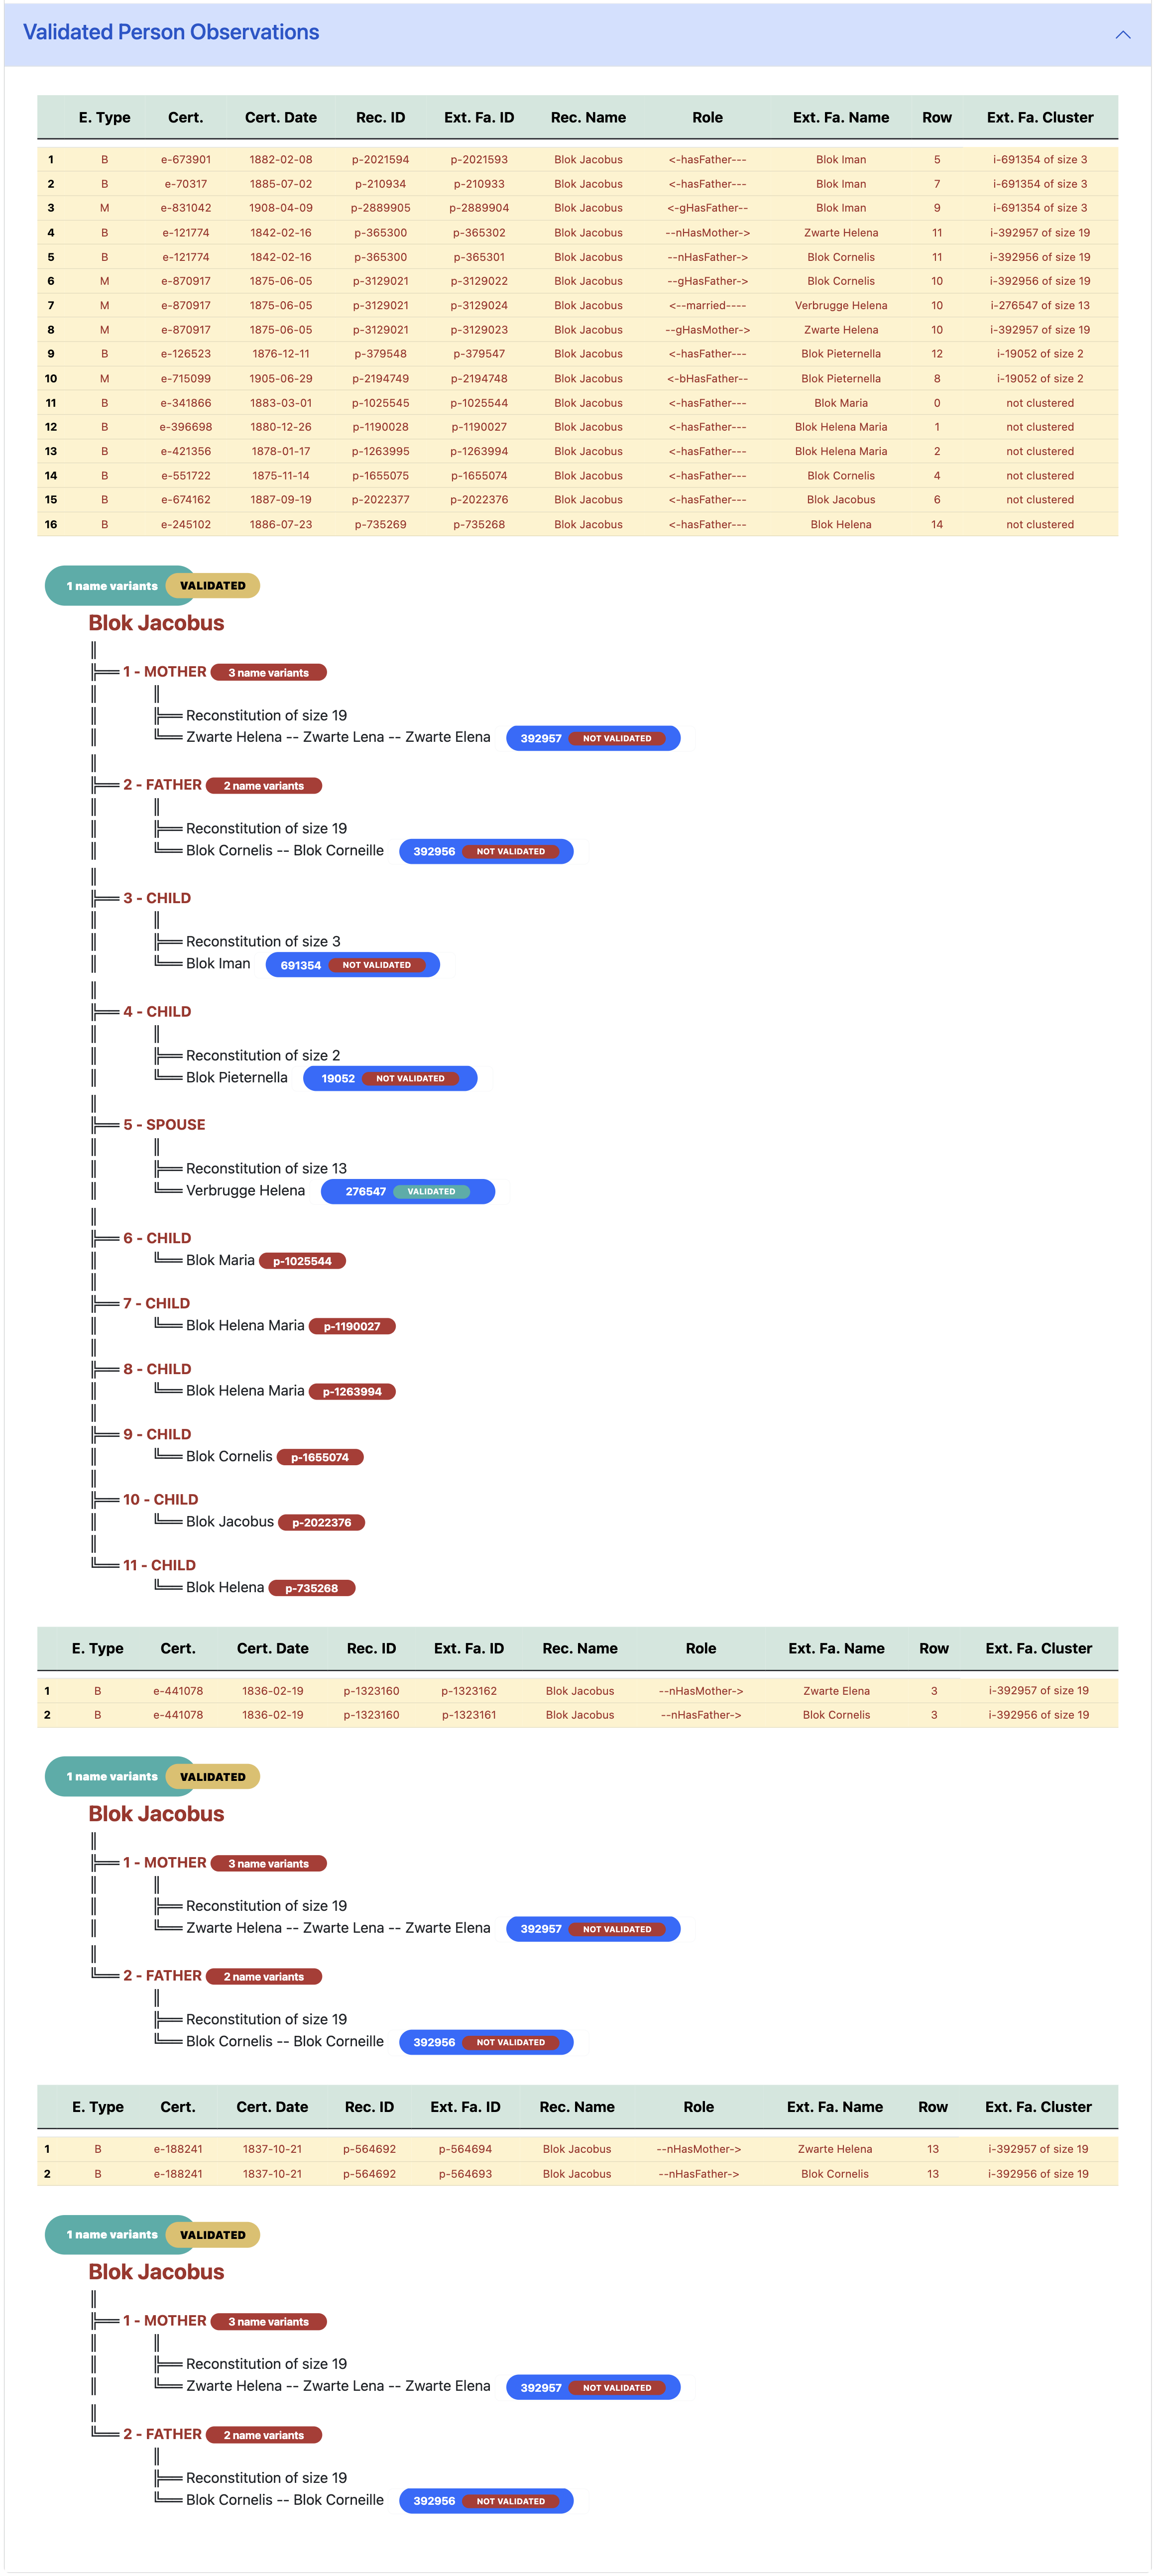 Validated Person Observations
E. Type Cert. Cert. Date Rec. ID Ext. Fa. ID Rec. Name Role Ext. Fa. Name Row Ext. Fa. Cluster
1 B e-673901 1882-02-08 p-2021594 p-2021593 Blok Jacobus <-hasFather--- Blok Iman 5 i-691354 of size 3
2 B e-70317 1885-07-02 p-210934 p-210933 Blok Jacobus <-hasFather--- Blok Iman 7 i-691354 of size 3
3 M e-831042 1908-04-09 p-2889905 p-2889904 Blok Jacobus <-gHasFather-- Blok Iman 9 i-691354 of size 3
4 B e-121774 1842-02-16 p-365300 p-365302 Blok Jacobus --nHasMother-> Zwarte Helena 11 i-392957 of size 19
5 B e-121774 1842-02-16 p-365300 p-365301 Blok Jacobus --nHasFather-> Blok Cornelis 11 i-392956 of size 19
6 M e-870917 1875-06-05 p-3129021 p-3129022 Blok Jacobus --gHasFather-> Blok Cornelis 10 i-392956 of size 19
7 M e-870917 1875-06-05 p-3129021 p-3129024 Blok Jacobus <--married---- Verbrugge Helena 10 i-276547 of size 13
8 M e-870917 1875-06-05 p-3129021 p-3129023 Blok Jacobus --gHasMother-> Zwarte Helena 10 i-392957 of size 19
9 B e-126523 1876-12-11 p-379548 p-379547 Blok Jacobus <-hasFather--- Blok Pieternella 12 i-19052 of size 2
10 M e-715099 1905-06-29 p-2194749 p-2194748 Blok Jacobus <-bHasFather-- Blok Pieternella 8 i-19052 of size 2
11 B e-341866 1883-03-01 p-1025545 p-1025544 Blok Jacobus <-hasFather--- Blok Maria 0 not clustered
12 B e-396698 1880-12-26 p-1190028 p-1190027 Blok Jacobus <-hasFather--- Blok Helena Maria 1 not clustered
13 B e-421356 1878-01-17 p-1263995 p-1263994 Blok Jacobus <-hasFather--- Blok Helena Maria 2 not clustered
14 B e-551722 1875-11-14 p-1655075 p-1655074 Blok Jacobus <-hasFather--- Blok Cornelis 4 not clustered
15 B e-674162 1887-09-19 p-2022377 p-2022376 Blok Jacobus <-hasFather--- Blok Jacobus 6 not clustered
16 B e-245102 1886-07-23 p-735269 p-735268 Blok Jacobus <-hasFather--- Blok Helena 14 not clustered
1 name variants VALIDATED
Blok Jacobus
1 - MOTHER 3 name variants
Reconstitution of size 19
Zwarte Helena -- Zwarte Lena -- Zwarte Elena 392957 NOT VALIDATED
2 - FATHER 2 name variants
Reconstitution of size 19
Blok Cornelis -- Blok Corneille 392956 NOT VALIDATED
3 - CHILD
Reconstitution of size 3
Blok Iman 691354 NOT VALIDATED
4 - CHILD
Reconstitution of size 2
Blok Pieternella 19052 NOT VALIDATED
5 - SPOUSE
Reconstitution of size 13
Verbrugge Helena 276547 VALIDATED
6 - CHILD
Blok Maria p-1025544
7 - CHILD
Blok Helena Maria p-1190027
8 - CHILD
Blok Helena Maria p-1263994
9 - CHILD
Blok Cornelis p-1655074
10 - CHILD
Blok Jacobus p-2022376
11 - CHILD
Blok Helena p-735268
E. Type Cert. Cert. Date Rec. ID Ext. Fa. ID Rec. Name Role Ext. Fa. Name Row Ext. Fa. Cluster
1 B e-441078 1836-02-19 p-1323160 p-1323162 Blok Jacobus --nHasMother-> Zwarte Elena 3 i-392957 of size 19
2 B e-441078 1836-02-19 p-1323160 p-1323161 Blok Jacobus --nHasFather-> Blok Cornelis 3 i-392956 of size 19
1 name variants VALIDATED
Blok Jacobus
1 - MOTHER 3 name variants
Reconstitution of size 19
Zwarte Helena -- Zwarte Lena -- Zwarte Elena 392957 NOT VALIDATED
2 - FATHER 2 name variants
Reconstitution of size 19
Blok Cornelis -- Blok Corneille 392956 NOT VALIDATED
E. Type Cert. Cert. Date Rec. ID Ext. Fa. ID Rec. Name Role Ext. Fa. Name Row Ext. Fa. Cluster
1 B e-188241 1837-10-21 p-564692 p-564694 Blok Jacobus --nHasMother-> Zwarte Helena 13 i-392957 of size 19
2 B e-188241 1837-10-21 p-564692 p-564693 Blok Jacobus --nHasFather-> Blok Cornelis 13 i-392956 of size 19
1 name variants VALIDATED
Blok Jacobus
1 - MOTHER 3 name variants
Reconstitution of size 19
Zwarte Helena -- Zwarte Lena -- Zwarte Elena 392957 NOT VALIDATED
2 - FATHER 2 name variants
Reconstitution of size 19
Blok Cornelis -- Blok Corneille 392956 NOT VALIDATED